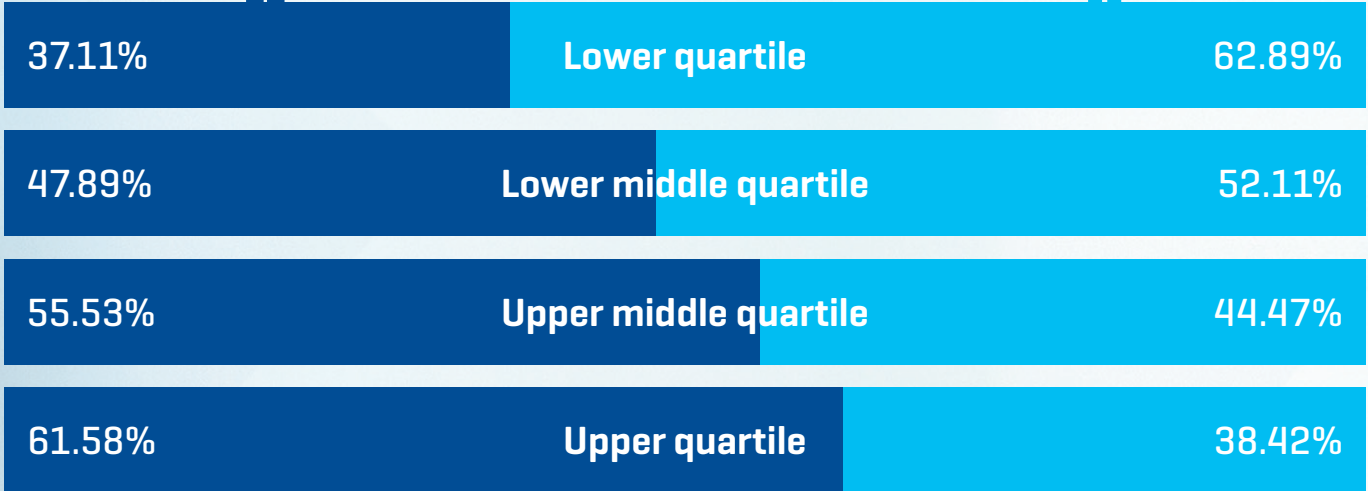 37.11% Lower quartile 62.89%
47.89% Lower middle quartile 52.11%
55.53% Upper middle quartile 44.47%
61.58% Upper quartile 38.42%